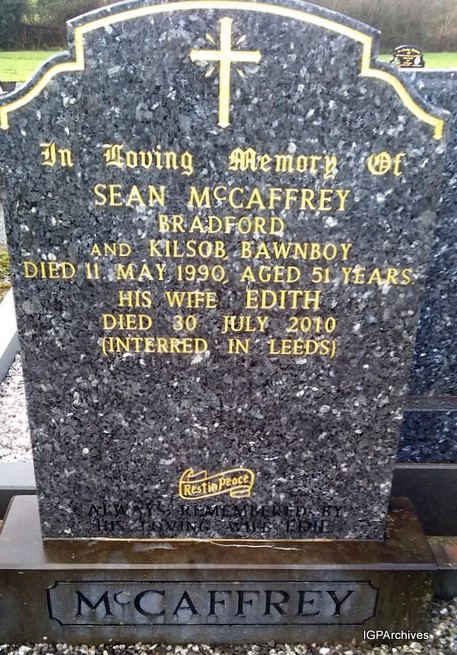 In Loving Memory Of
SEAN McCAFFREY
BRADFORD
AND KILSOB, BAWNBOY
DIED 11. MAY 1990, AGED 51 YEARS.
HIS WIFE EDITH
DIED 30 JULY 2010
(INTERRED IN LEEDS)
Rest in Peace
ALWAYS REMEMBERED BY
HIS LOVING WIFE EDIE
McCAFFREY
IGPArchives